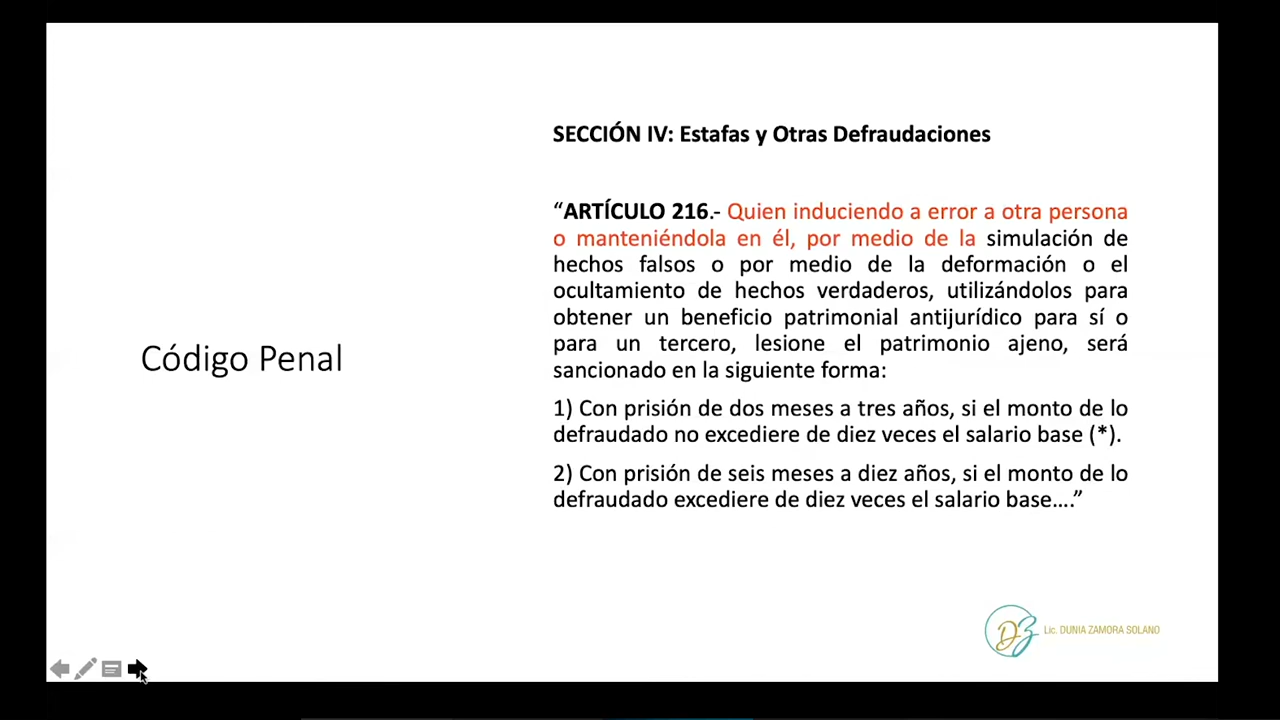 SECCIÓN IV: Estafas y Otras Defraudaciones
“ARTÍCULO 216.- Quien induciendo a error a otra persona
o manteniéndola en él, por medio de la simulación de
hechos falsos o por medio de la deformación o el
ocultamiento de hechos verdaderos, utilizándolos para
obtener un beneficio patrimonial antijurídico para sí o
para un tercero, lesione el patrimonio ajeno, será
sancionado en la siguiente forma:
Código Penal
1) Con prisión de dos meses a tres años, si el monto de lo
defraudado no excediere de diez veces el salario base (*).
2) Con prisión de seis meses a diez años, si el monto de lo
defraudado excediere de diez veces el salario base....”
DZ
Lic. DUNIA ZAMORA SOLANO